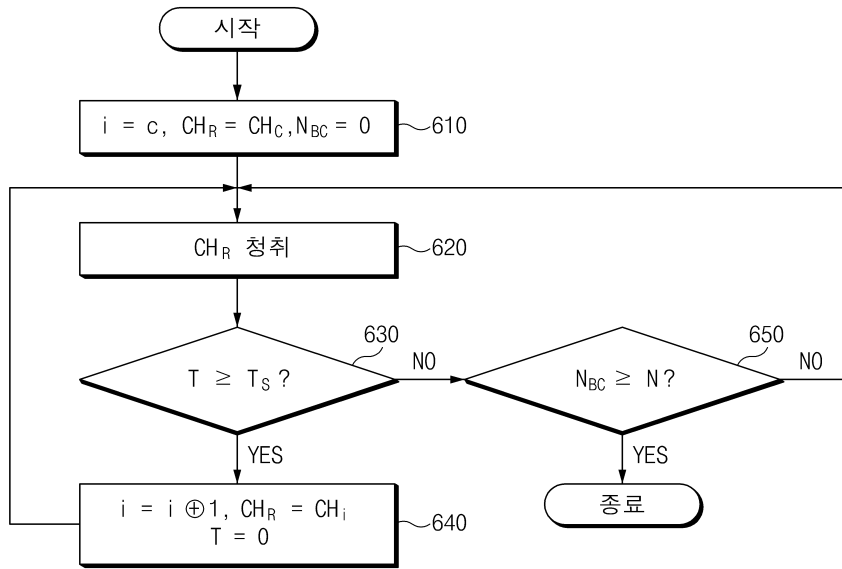 시작
i = c, CH_R = CH_C, N_BC = 0
610
CH_R 청취
620
T ≥ T_S ?
630
NO
N_BC ≥ N?
650
NO
YES
YES
i = i ⊕1, CH_R = CH_i
T = 0
640
종료